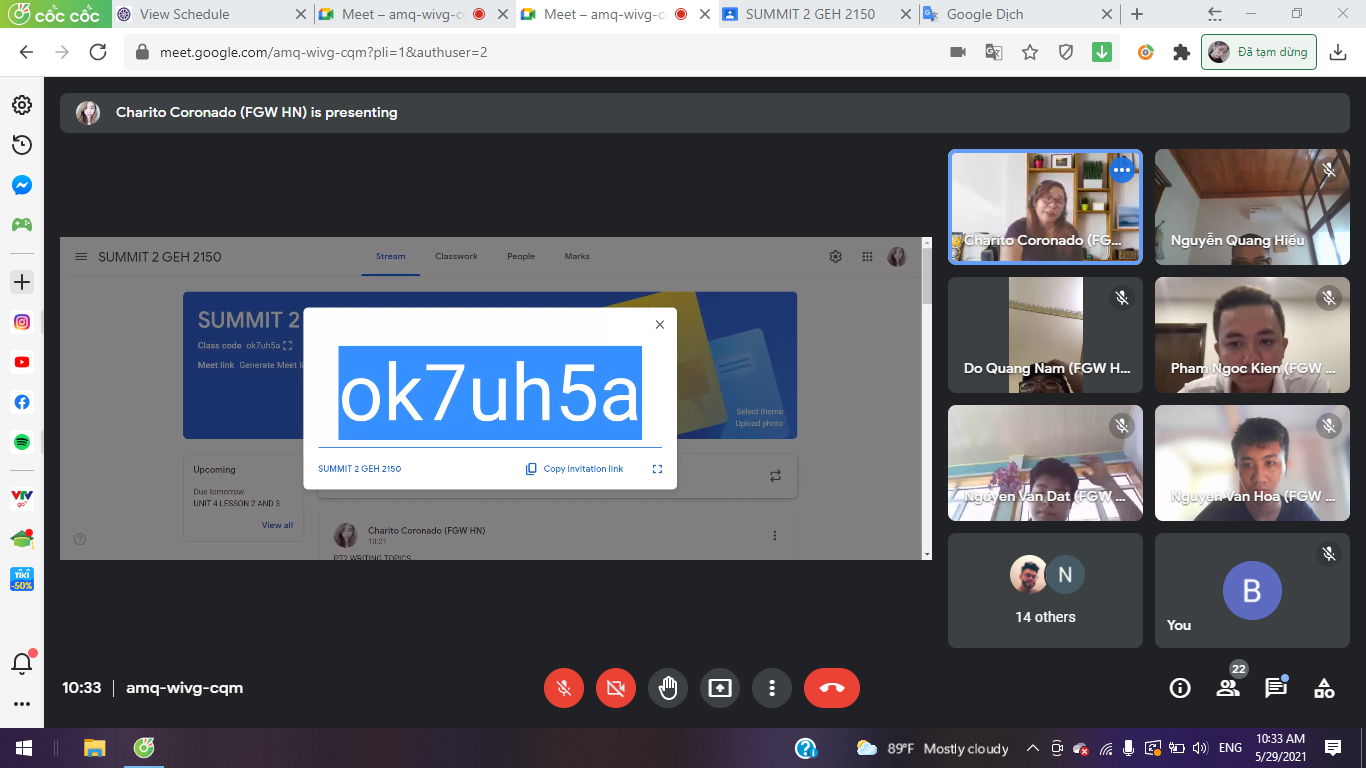 cốc cốc
View Schedule
Meet – amq-wivg-c
Meet – amq-wivg-c
SUMMIT 2 GEH 2150
Google Dịch
meet.google.com/amq-wivg-cqm?pli=1&authuser=2
Đã tạm dừng
Charito Coronado (FGW HN) is presenting
SUMMIT 2 GEH 2150
Stream
Classwork
People
Marks
SUMMIT 2
Class code ok7uh5a
Meet link Generate Meet li
Select theme
Upload photo
ok7uh5a
SUMMIT 2 GEH 2150
Copy invitation link
Upcoming
Due tomorrow
UNIT 4 LESSON 2 AND 3
View all
Charito Coronado (FGW HN)
10:21
PT2 WRITING TOPICS
Charito Coronado (FG...
Nguyễn Quang Hiếu
Do Quang Nam (FGW H...
Pham Ngoc Kien (FGW ...
Nguyen Van Dat (FGW ...
Nguyen Van Hoa (FGW ...
N
14 others
B
You
VTV
go
TIKI
-50%
10:33
amq-wivg-cqm
22
89°F Mostly cloudy
ENG
10:33 AM
5/29/2021